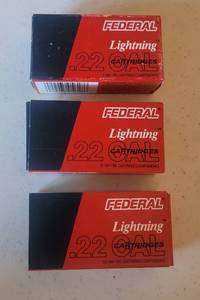 FEDERAL
Lightning
.22 CAL
CARTRIDGES
FEDERAL
Lightning
CARTRIDGES
.22 CAL
FEDERAL
Lightning
CARTRIDGES
.22 CAL